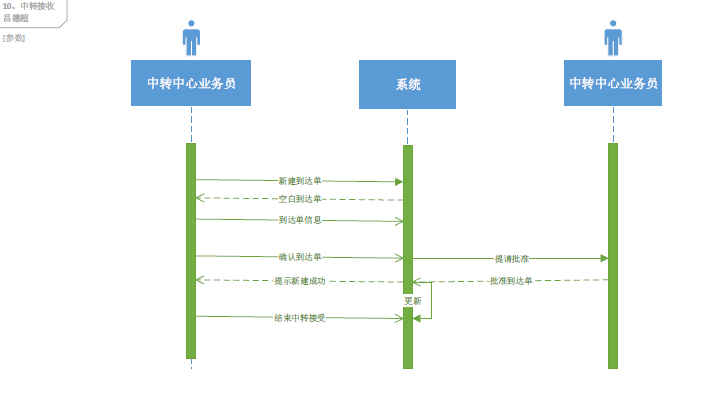 10、中转接收
吕德超
[参数]
中转中心业务员
系统
中转中心业务员
新建到达单
空白到达单
到达单信息
确认到达单
提请批准
提示新建成功
批准到达单
更新
结束中转接受